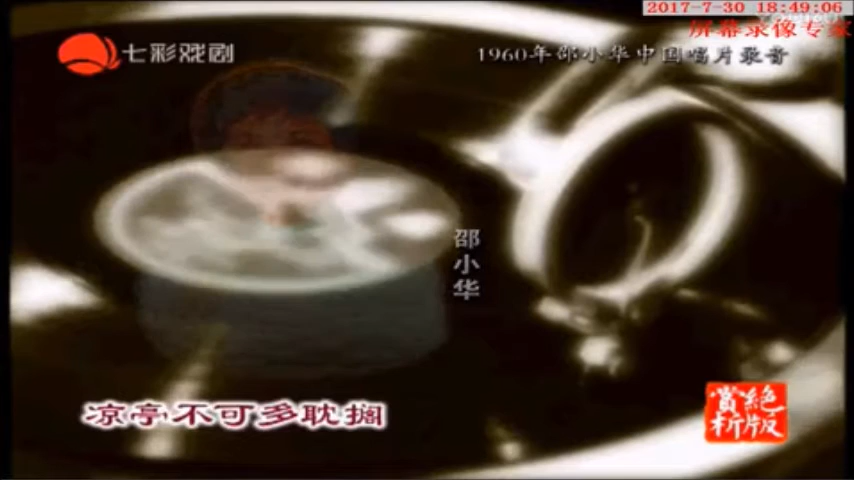 2017-7-30 18:49:06
屏幕录像专家
七彩戏剧
1960年邵小华中国唱片录音
邵小华
凉亭不可多耽搁
絕版
賞析